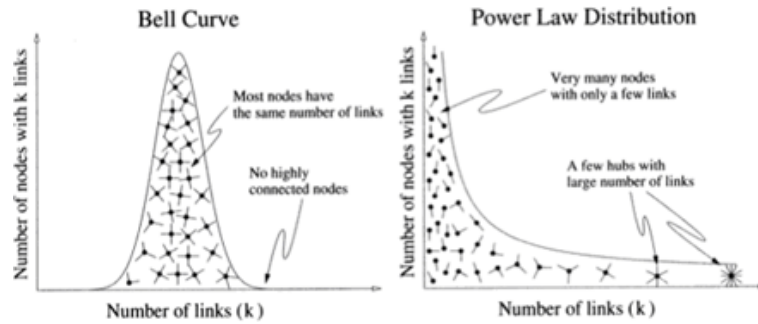 Bell Curve
Number of nodes with k links
Most nodes have
the same number of links
No highly
connected nodes
Number of links (k)
Power Law Distribution
Number of nodes with k links
Very many nodes
with only a few links
A few hubs with
large number of links
Number of links (k)